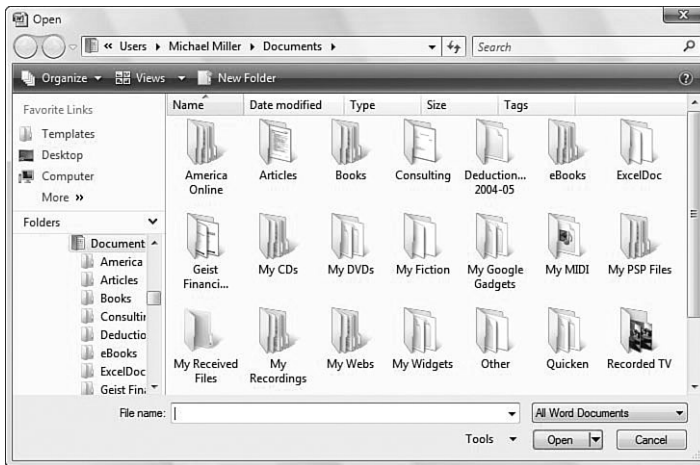 Open
« Users ▸ Michael Miller ▸ Documents ▸
Search
Organize
Views
New Folder
Favorite Links
Templates
Desktop
Computer
More »
Folders
Document
America
Articles
Books
Consultin
Deductio
eBooks
ExcelDoc
Geist Fina
Name Date modified Type Size Tags
America Online
Articles
Books
Consulting
Deduction... 2004-05
eBooks
ExcelDoc
Geist Financi...
My CDs
My DVDs
My Fiction
My Google Gadgets
My MIDI
My PSP Files
My Received Files
My Recordings
My Webs
My Widgets
Other
Quicken
Recorded TV
File name:
All Word Documents
Tools
Open
Cancel